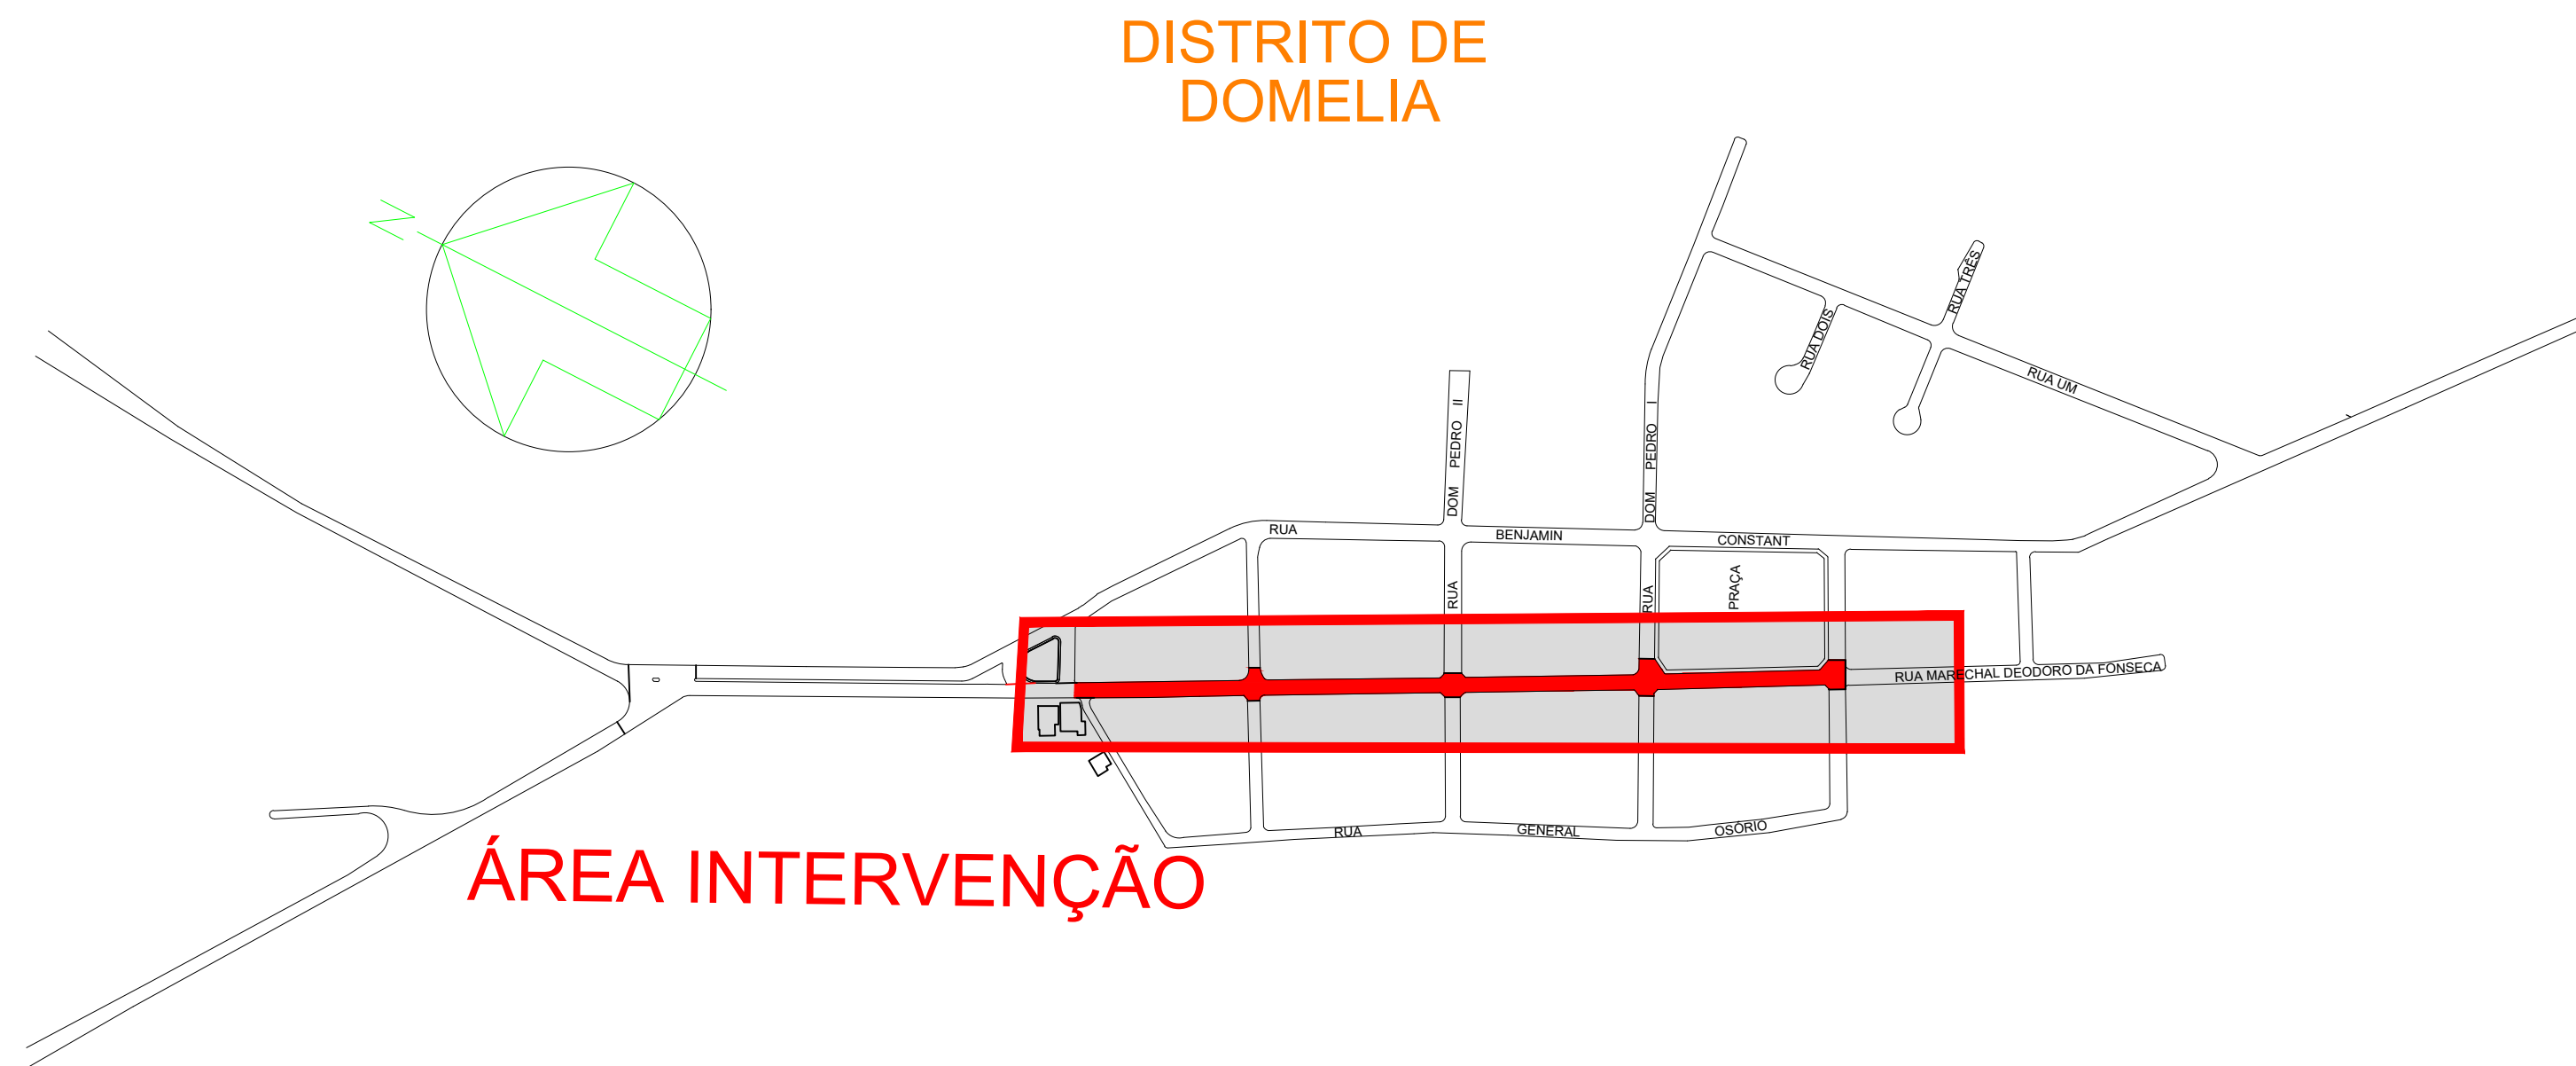 DISTRITO DE
DOMELIA
N
RUA TRÊS
RUA DOIS
RUA UM
DOM PEDRO II
DOM PEDRO I
RUA BENJAMIN CONSTANT
RUA
RUA
PRAÇA
RUA MARECHAL DEODORO DA FONSECA
RUA GENERAL OSÓRIO
ÁREA INTERVENÇÃO